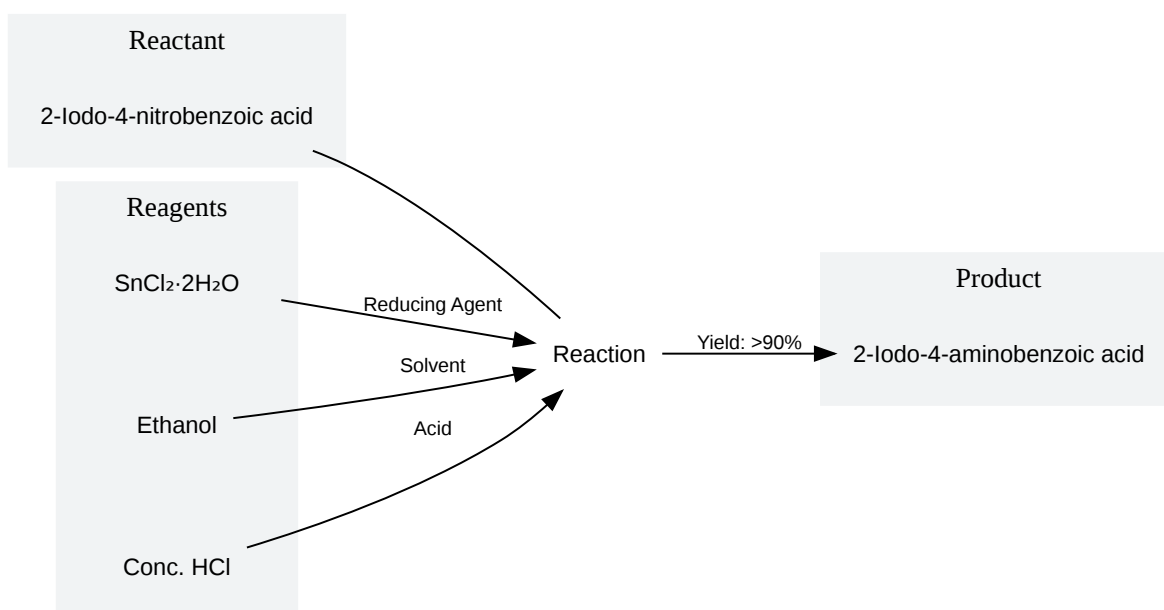 Reactant
2-Iodo-4-nitrobenzoic acid
Reagents
SnCl₂·2H₂O
Reducing Agent
Solvent
Ethanol
Acid
Conc. HCl
Reaction
Yield: >90%
Product
2-Iodo-4-aminobenzoic acid